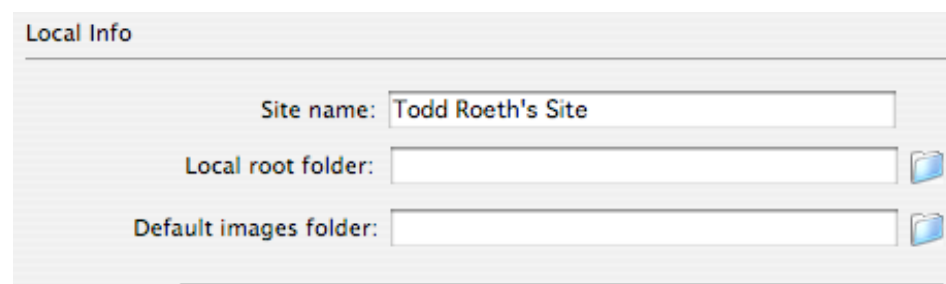 Local Info
Site name: Todd Roeth's Site
Local root folder:
Default images folder: